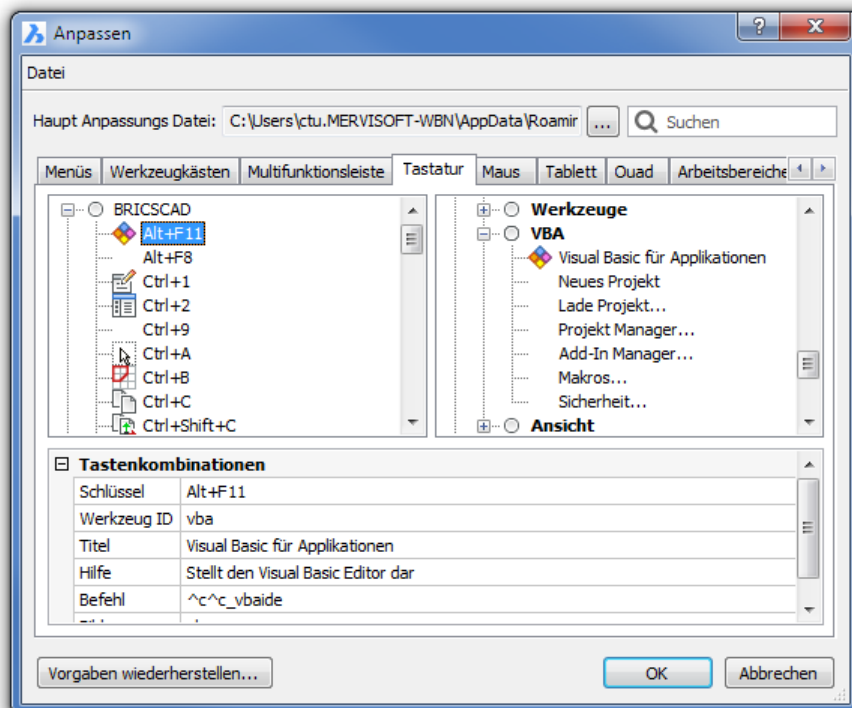 Anpassen
Datei
Haupt Anpassungs Datei: C:\Users\ctu.MERVISOFT-WBN\AppData\Roamir ... Suchen
Menüs Werkzeugkästen Multifunktionsleiste Tastatur Maus Tablett Quad Arbeitsbereiche
BRICSCAD
Alt+F11
Alt+F8
Ctrl+1
Ctrl+2
Ctrl+9
Ctrl+A
Ctrl+B
Ctrl+C
Ctrl+Shift+C
Werkzeuge
VBA
Visual Basic für Applikationen
Neues Projekt
Lade Projekt...
Projekt Manager...
Add-In Manager...
Makros...
Sicherheit...
Ansicht
Tastenkombinationen
Schlüssel Alt+F11
Werkzeug ID vba
Titel Visual Basic für Applikationen
Hilfe Stellt den Visual Basic Editor dar
Befehl ^c^c_vbaide
Vorgaben wiederherstellen... OK Abbrechen